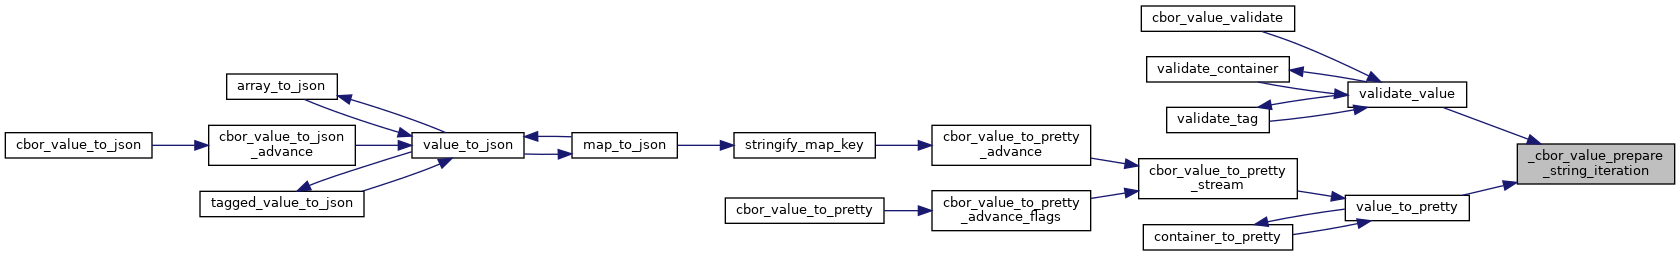 cbor_value_to_json
array_to_json
cbor_value_to_json
_advance
tagged_value_to_json
value_to_json
map_to_json
stringify_map_key
cbor_value_to_pretty
cbor_value_to_pretty
_advance
cbor_value_to_pretty
_advance_flags
cbor_value_to_pretty
_stream
cbor_value_validate
validate_container
validate_tag
container_to_pretty
validate_value
value_to_pretty
_cbor_value_prepare
_string_iteration